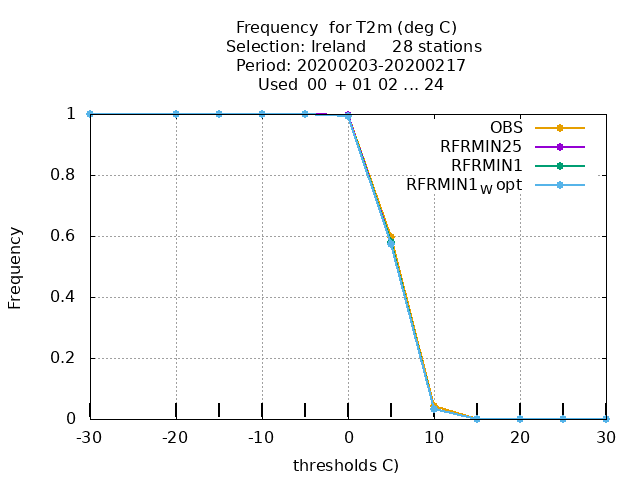 Frequency for T2m (deg C)
Selection: Ireland 28 stations
Period: 20200203-20200217
Used 00 + 01 02 ... 24
OBS
RFRMIN25
RFRMIN1
RFRMIN1W opt
Frequency
1
0.8
0.6
0.4
0.2
0
-30 -20 -10 0 10 20 30
thresholds C)